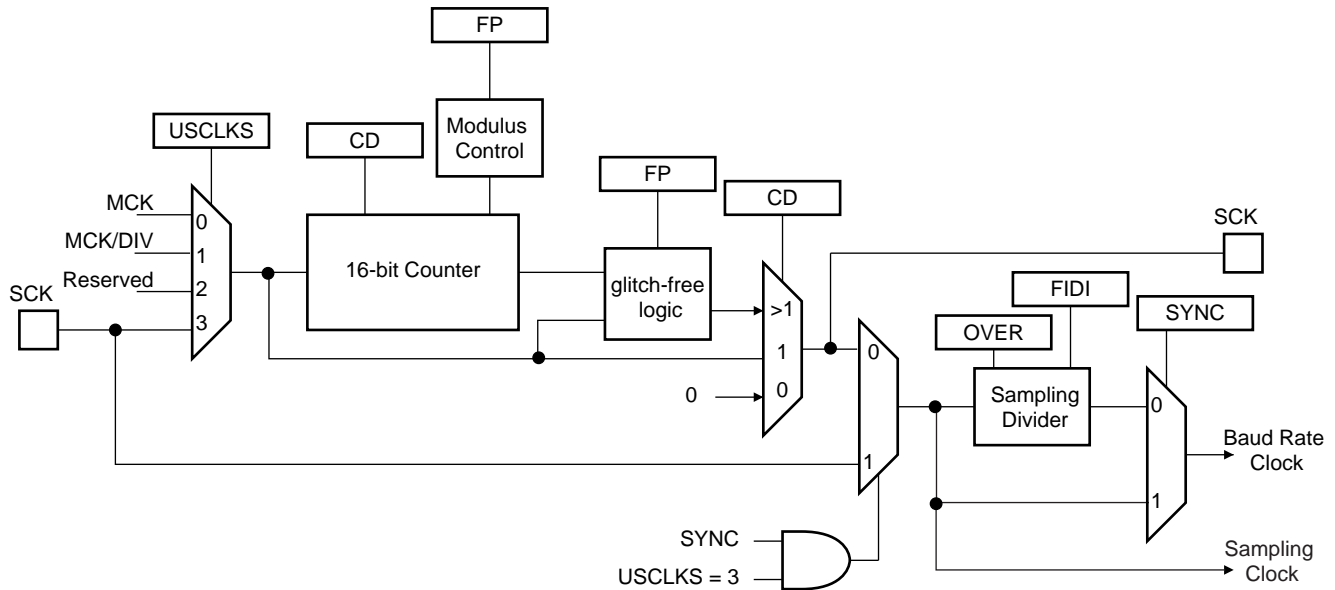 FP
USCLKS
CD
Modulus
Control
FP
CD
MCK
MCK/DIV
Reserved
SCK
0
1
2
3
16-bit Counter
glitch-free
logic
>1
1
0
0
SCK
FIDI
OVER
SYNC
0
1
Sampling
Divider
0
1
Baud Rate
Clock
SYNC
USCLKS = 3
Sampling
Clock